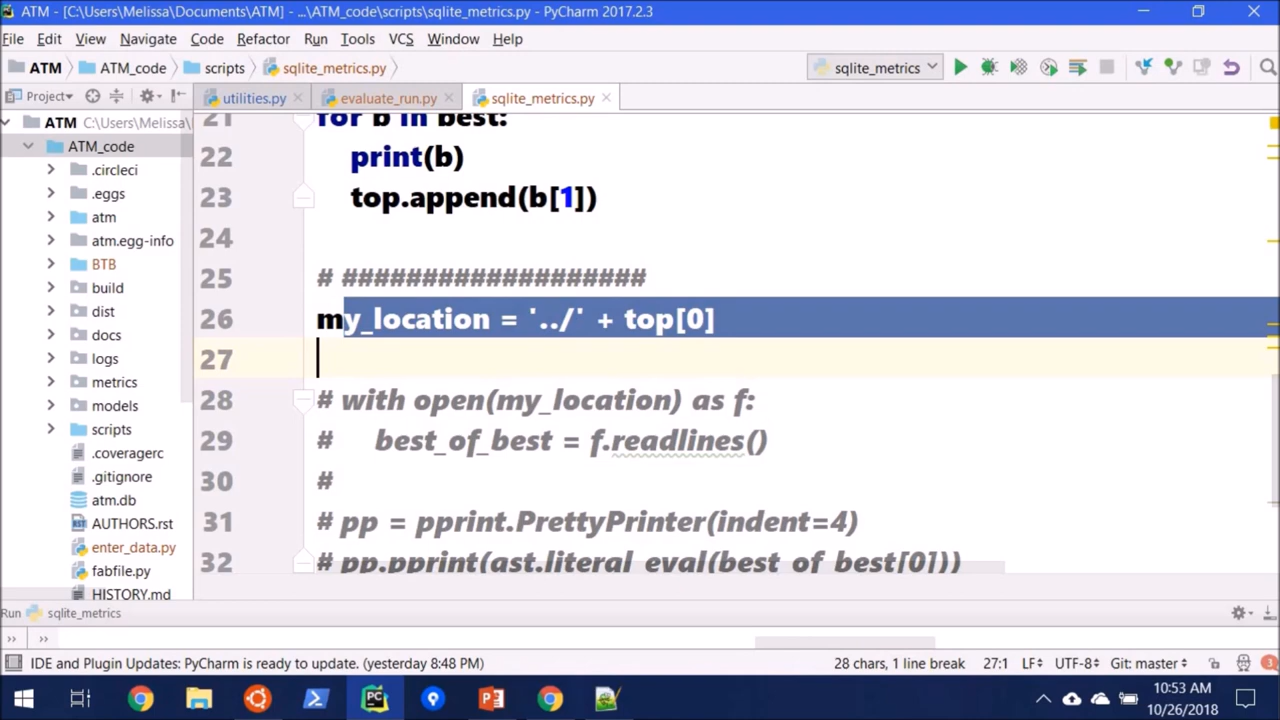 ATM - [C:\Users\Melissa\Documents\ATM] - ...\ATM_code\scripts\sqlite_metrics.py - PyCharm 2017.2.3
File Edit View Navigate Code Refactor Run Tools VCS Window Help
ATM ATM_code scripts sqlite_metrics.py sqlite_metrics
Project utilities.py evaluate_run.py sqlite_metrics.py
ATM C:\Users\Melissa\
ATM_code
.circleci
.eggs
atm
atm.egg-info
BTB
build
dist
docs
logs
metrics
models
scripts
.coveragerc
.gitignore
atm.db
AUTHORS.rst
enter_data.py
fabfile.py
HISTORY.md
21 for b in best:
22 print(b)
23 top.append(b[1])
24
25 # ###################
26 my_location = '../' + top[0]
27
28 # with open(my_location) as f:
29 #     best_of_best = f.readlines()
30 #
31 # pp = pprint.PrettyPrinter(indent=4)
32 # pp.pprint(ast.literal_eval(best_of_best[0]))
Run sqlite_metrics
>> >>
IDE and Plugin Updates: PyCharm is ready to update. (yesterday 8:48 PM) 28 chars, 1 line break 27:1 LF UTF-8 Git: master 3
10:53 AM
10/26/2018